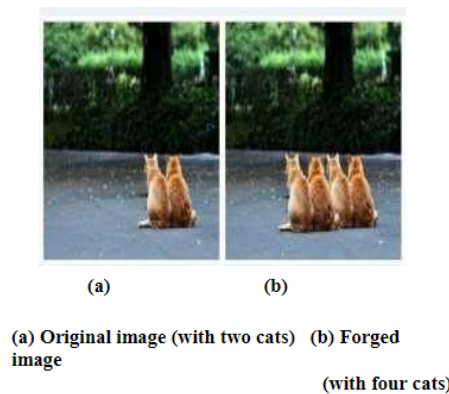 (a) (b)
(a) Original image (with two cats) (b) Forged
image
(with four cats)